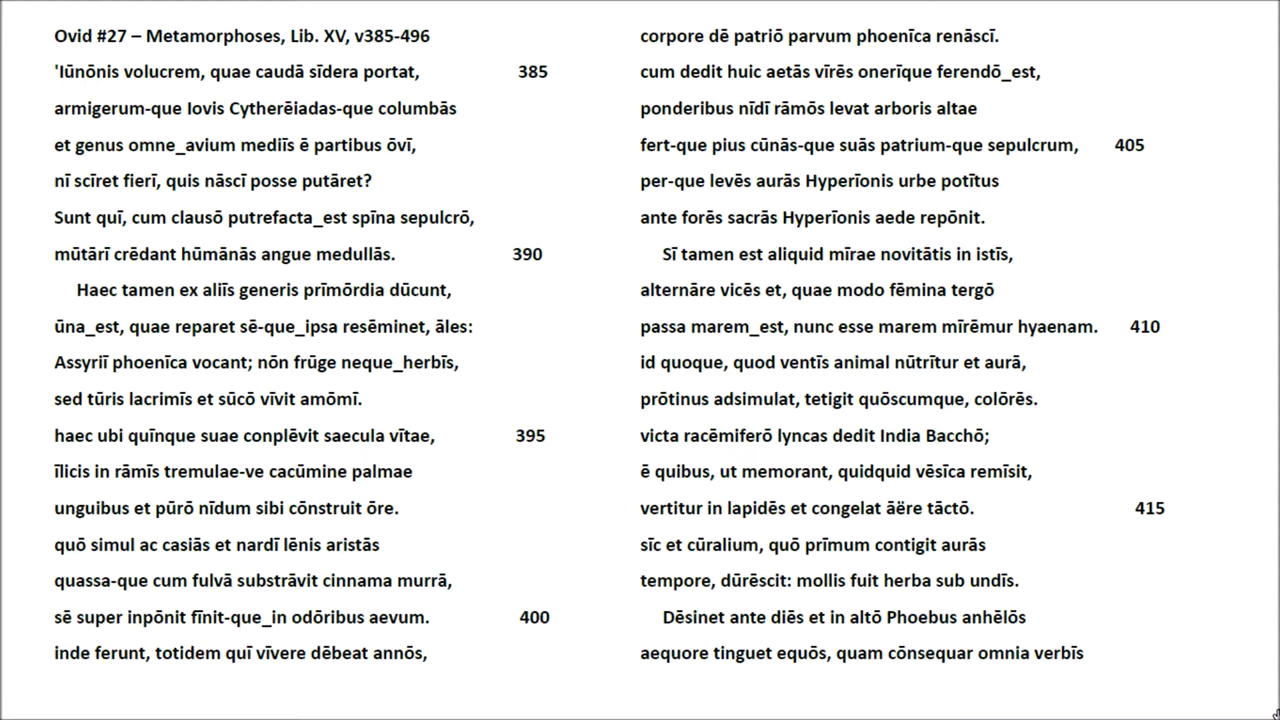 Ovid #27 – Metamorphoses, Lib. XV, v385-496
'Iūnōnis volucrem, quae caudā sīdera portat, 385
armigerum-que Iovis Cytherēiadas-que columbās
et genus omne_avium mediīs ē partibus ōvī,
nī scīret fierī, quis nāscī posse putāret?
Sunt quī, cum clausō putrefacta_est spīna sepulcrō,
mūtārī crēdant hūmānās angue medullās. 390
Haec tamen ex aliīs generis prīmōrdia dūcunt,
ūna_est, quae reparet sē-que_ipsa resēminet, āles:
Assyriī phoenīca vocant; nōn frūge neque_herbīs,
sed tūris lacrimīs et sūcō vīvit amōmī.
haec ubi quīnque suae conplēvit saecula vītae, 395
īlicis in rāmīs tremulae-ve cacūmine palmae
unguibus et pūrō nīdum sibi cōnstruit ōre.
quō simul ac casiās et nardī lēnis aristās
quassa-que cum fulvā substrāvit cinnama murrā,
sē super inpōnit fīnit-que_in odōribus aevum. 400
inde ferunt, totidem quī vīvere dēbeat annōs,
corpore dē patriō parvum phoenīca renāscī.
cum dedit huic aetās vīrēs onerīque ferendō_est,
ponderibus nīdī rāmōs levat arboris altae
fert-que pius cūnās-que suās patrium-que sepulcrum, 405
per-que levēs aurās Hyperīonis urbe potītus
ante forēs sacrās Hyperīonis aede repōnit.
Sī tamen est aliquid mīrae novitātis in istīs,
alternāre vicēs et, quae modo fēmina tergō
passa marem_est, nunc esse marem mīrēmur hyaenam. 410
id quoque, quod ventīs animal nūtrītur et aurā,
prōtinus adsimulat, tetigit quōscumque, colōrēs.
victa racēmiferō lyncas dedit India Bacchō;
ē quibus, ut memorant, quidquid vēsīca remīsit,
vertitur in lapidēs et congelat āëre tāctō. 415
sīc et cūralium, quō prīmum contigit aurās
tempore, dūrēscit: mollis fuit herba sub undīs.
Dēsinet ante diēs et in altō Phoebus anhēlōs
aequore tinguet equōs, quam cōnsequar omnia verbīs